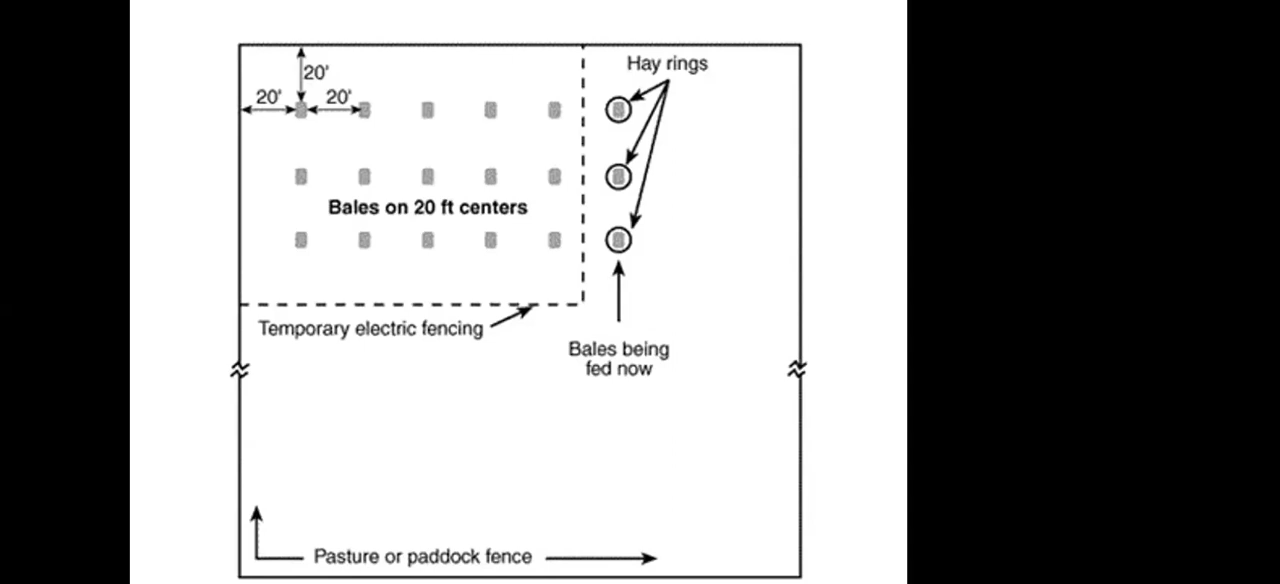 Hay rings
20'
20'
20'
Bales on 20 ft centers
Temporary electric fencing
Bales being
fed now
Pasture or paddock fence